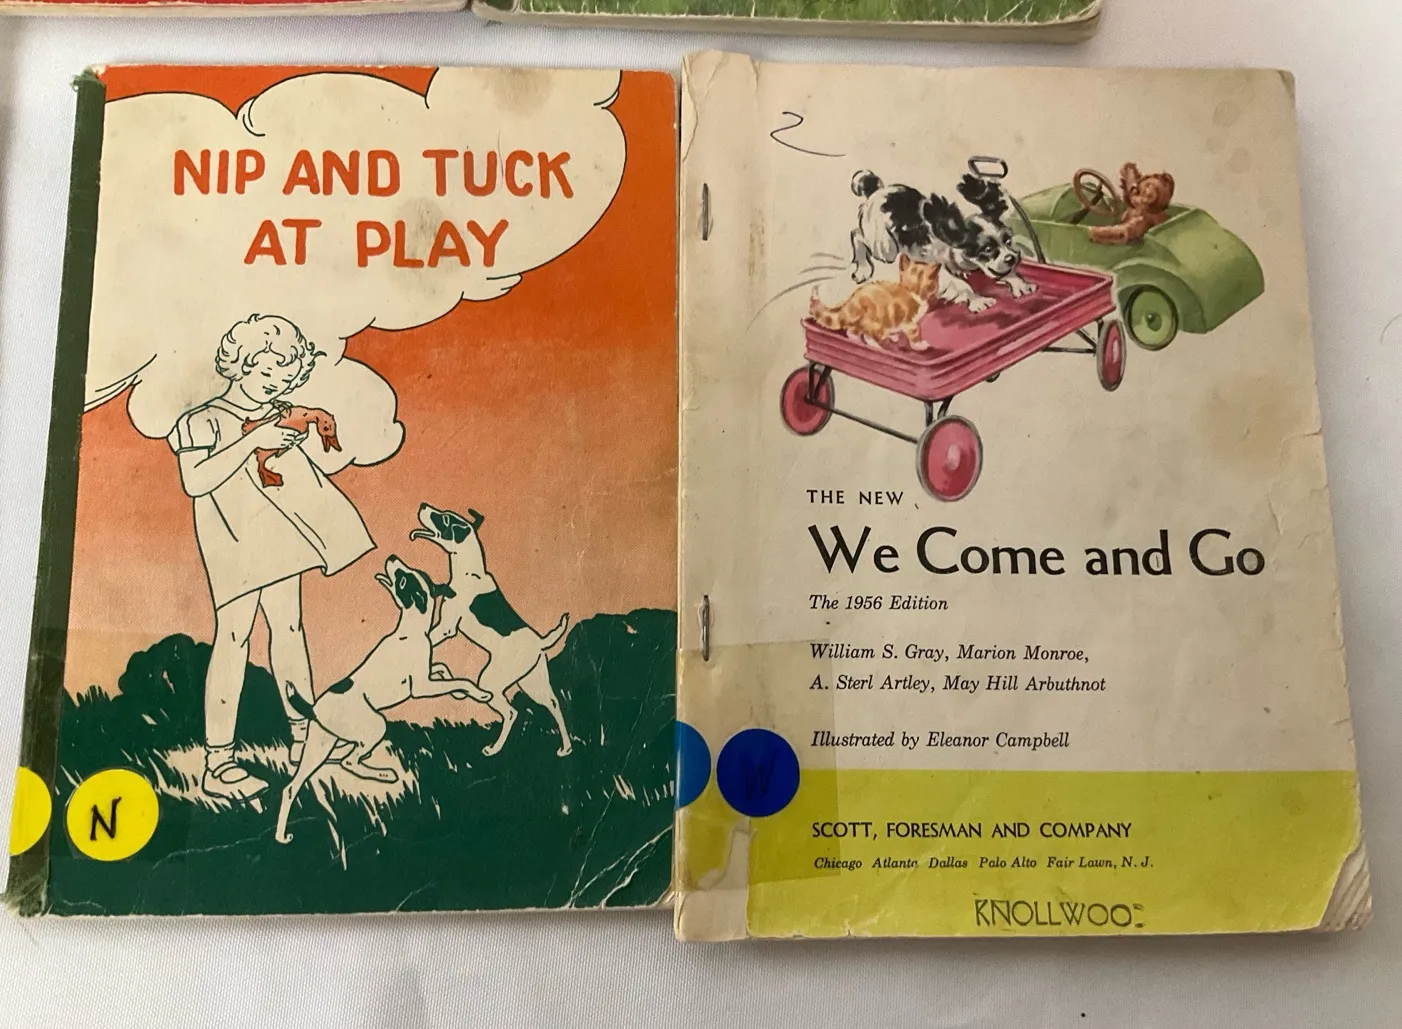 NIP AND TUCK
AT PLAY
N
2
THE NEW
We Come and Go
The 1956 Edition
William S. Gray, Marion Monroe,
A. Sterl Artley, May Hill Arbuthnot
Illustrated by Eleanor Campbell
W
SCOTT, FORESMAN AND COMPANY
Chicago Atlanta Dallas Palo Alto Fair Lawn, N. J.
KNOLLWOO